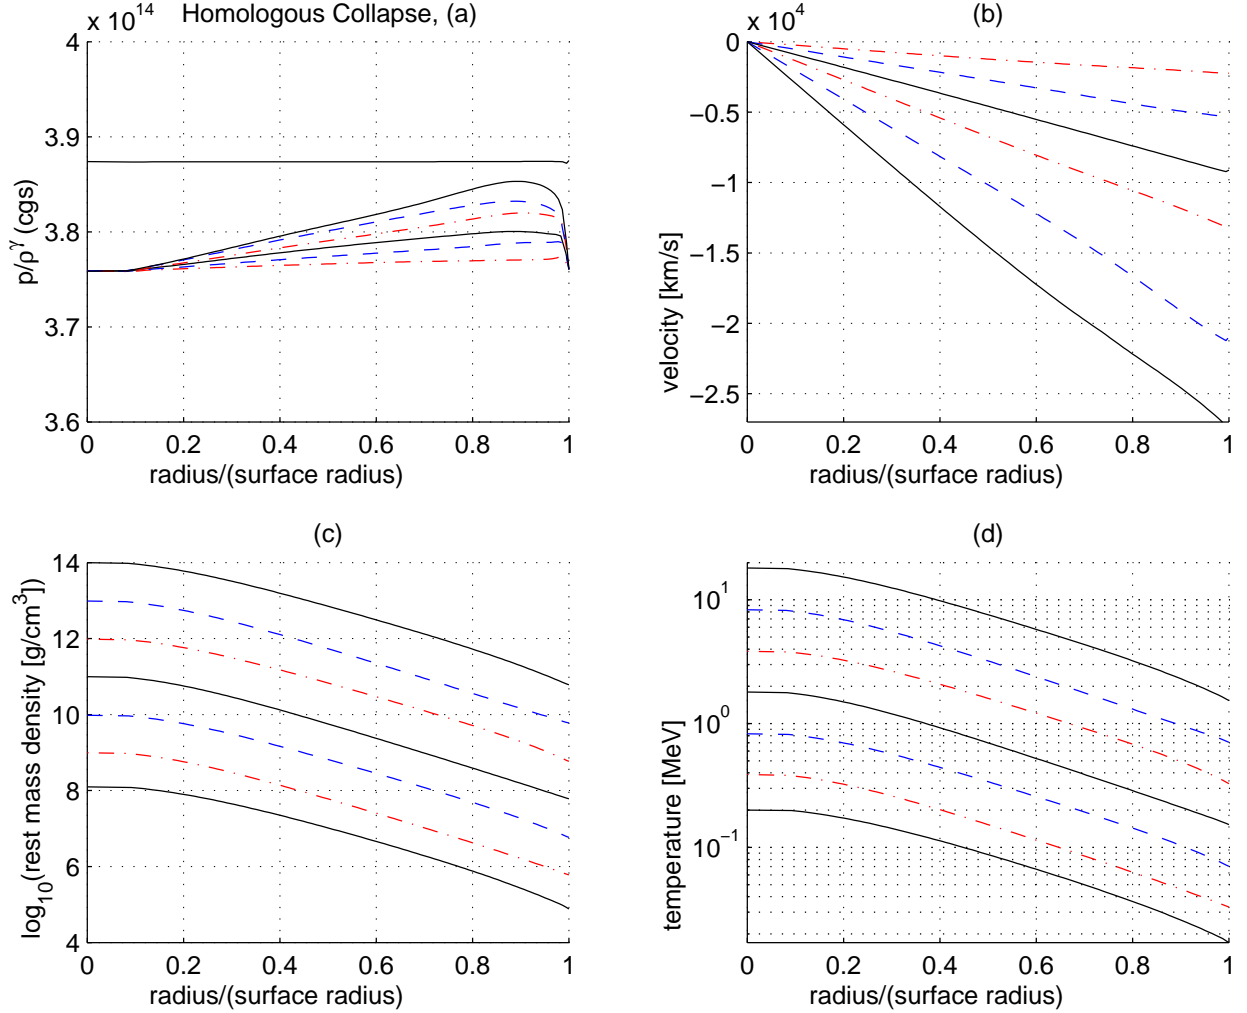 x 10^14 Homologous Collapse, (a)
4
3.9
3.8
3.7
3.6
p/ρ^γ (cgs)
0 0.2 0.4 0.6 0.8 1
radius/(surface radius)
x 10^4 (b)
0
−0.5
−1
−1.5
−2
−2.5
velocity [km/s]
0 0.2 0.4 0.6 0.8 1
radius/(surface radius)
(c)
14
12
10
8
6
4
log_10(rest mass density [g/cm^3])
0 0.2 0.4 0.6 0.8 1
radius/(surface radius)
(d)
10^1
10^0
10^−1
temperature [MeV]
0 0.2 0.4 0.6 0.8 1
radius/(surface radius)